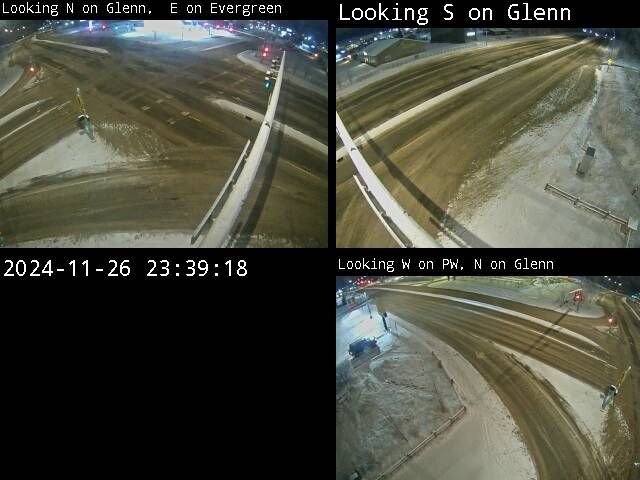 Looking N on Glenn, E on Evergreen
Looking S on Glenn
2024-11-26 23:39:18
Looking W on PW, N on Glenn